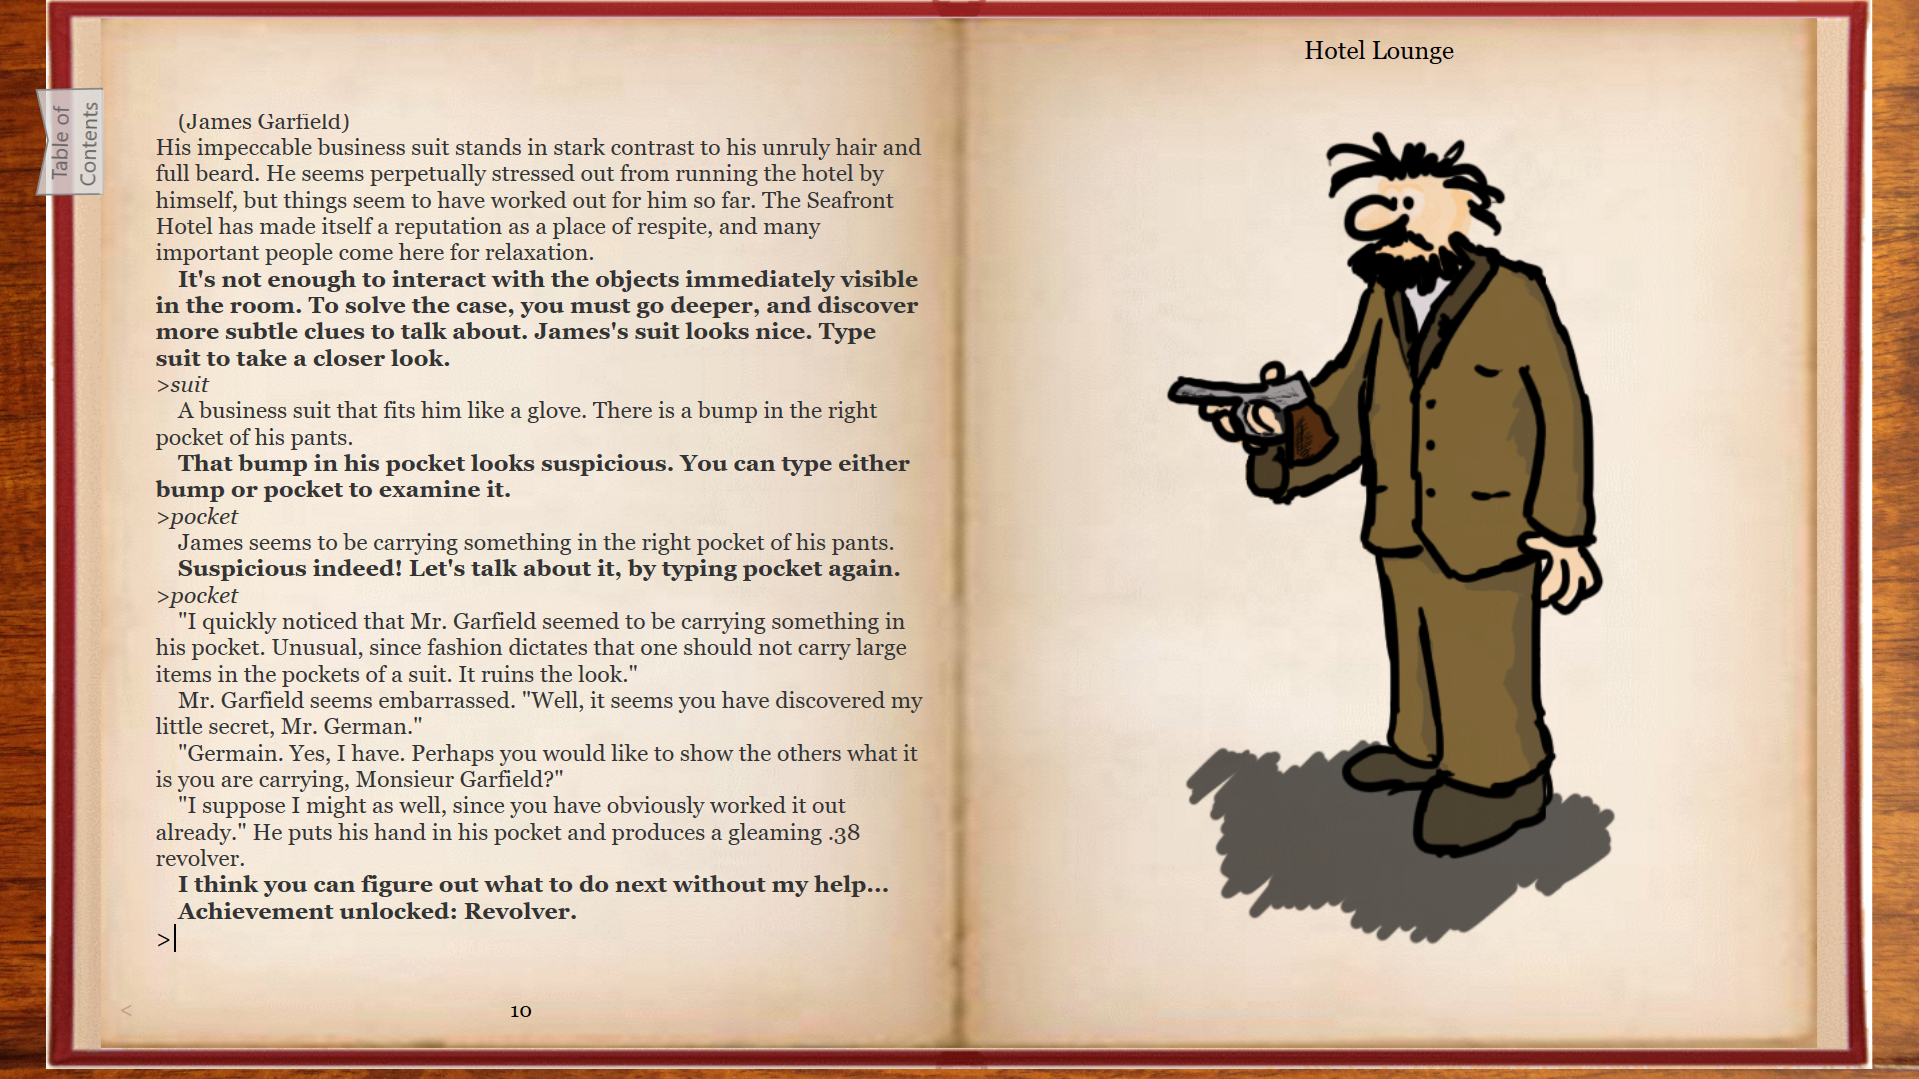 Hotel Lounge
Table of
Contents
(James Garfield)
His impeccable business suit stands in stark contrast to his unruly hair and
full beard. He seems perpetually stressed out from running the hotel by
himself, but things seem to have worked out for him so far. The Seafront
Hotel has made itself a reputation as a place of respite, and many
important people come here for relaxation.
It's not enough to interact with the objects immediately visible
in the room. To solve the case, you must go deeper, and discover
more subtle clues to talk about. James's suit looks nice. Type
suit to take a closer look.
>suit
A business suit that fits him like a glove. There is a bump in the right
pocket of his pants.
That bump in his pocket looks suspicious. You can type either
bump or pocket to examine it.
>pocket
James seems to be carrying something in the right pocket of his pants.
Suspicious indeed! Let's talk about it, by typing pocket again.
>pocket
"I quickly noticed that Mr. Garfield seemed to be carrying something in
his pocket. Unusual, since fashion dictates that one should not carry large
items in the pockets of a suit. It ruins the look."
Mr. Garfield seems embarrassed. "Well, it seems you have discovered my
little secret, Mr. German."
"Germain. Yes, I have. Perhaps you would like to show the others what it
is you are carrying, Monsieur Garfield?"
"I suppose I might as well, since you have obviously worked it out
already." He puts his hand in his pocket and produces a gleaming .38
revolver.
I think you can figure out what to do next without my help...
Achievement unlocked: Revolver.
>
< 10